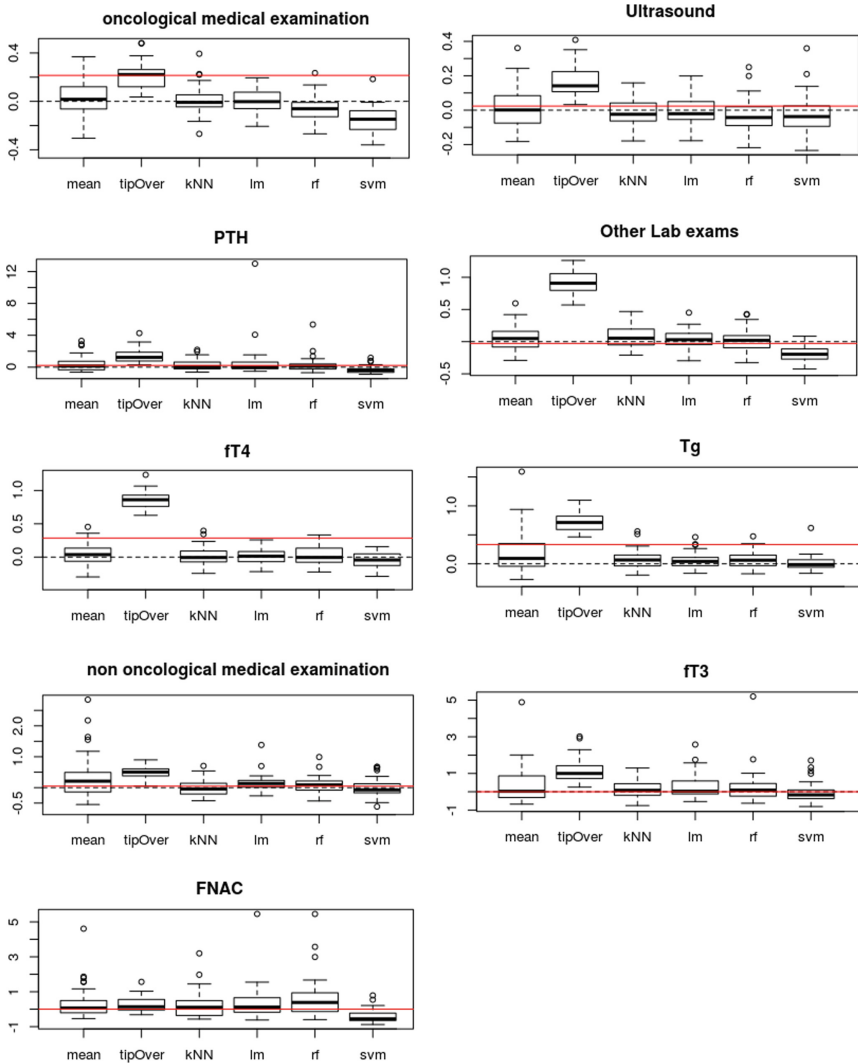 oncological medical examination
0.4
0.0
-0.4
mean tipOver kNN lm rf svm
Ultrasound
0.4
0.2
0.0
-0.2
mean tipOver kNN lm rf svm
PTH
12
8
4
0
mean tipOver kNN lm rf svm
Other Lab exams
1.0
0.5
-0.5
mean tipOver kNN lm rf svm
fT4
1.0
0.5
0.0
mean tipOver kNN lm rf svm
Tg
1.0
0.0
mean tipOver kNN lm rf svm
non oncological medical examination
2.0
1.0
-0.5
mean tipOver kNN lm rf svm
fT3
5
3
1
-1
mean tipOver kNN lm rf svm
FNAC
5
3
1
-1
mean tipOver kNN lm rf svm